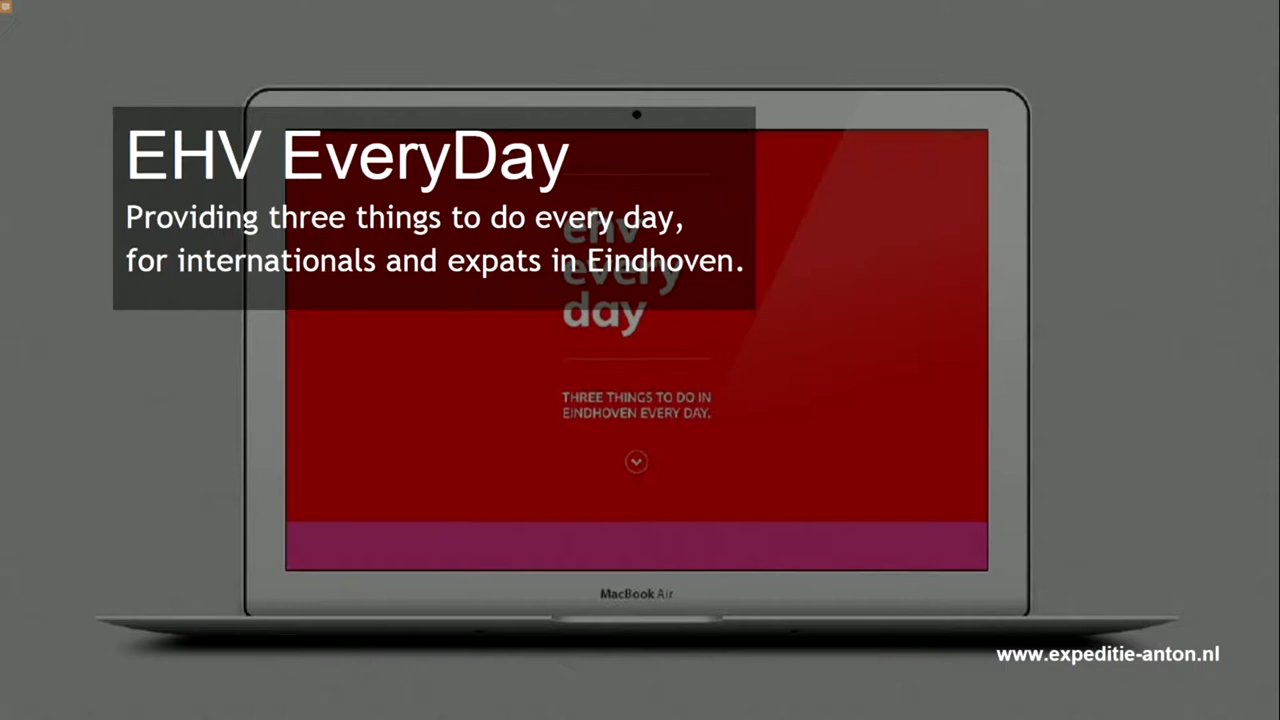 EHV EveryDay
Providing three things to do every day,
for internationals and expats in Eindhoven.
ehv
every
day
THREE THINGS TO DO IN
EINDHOVEN EVERY DAY.
MacBook Air
www.expeditie-anton.nl